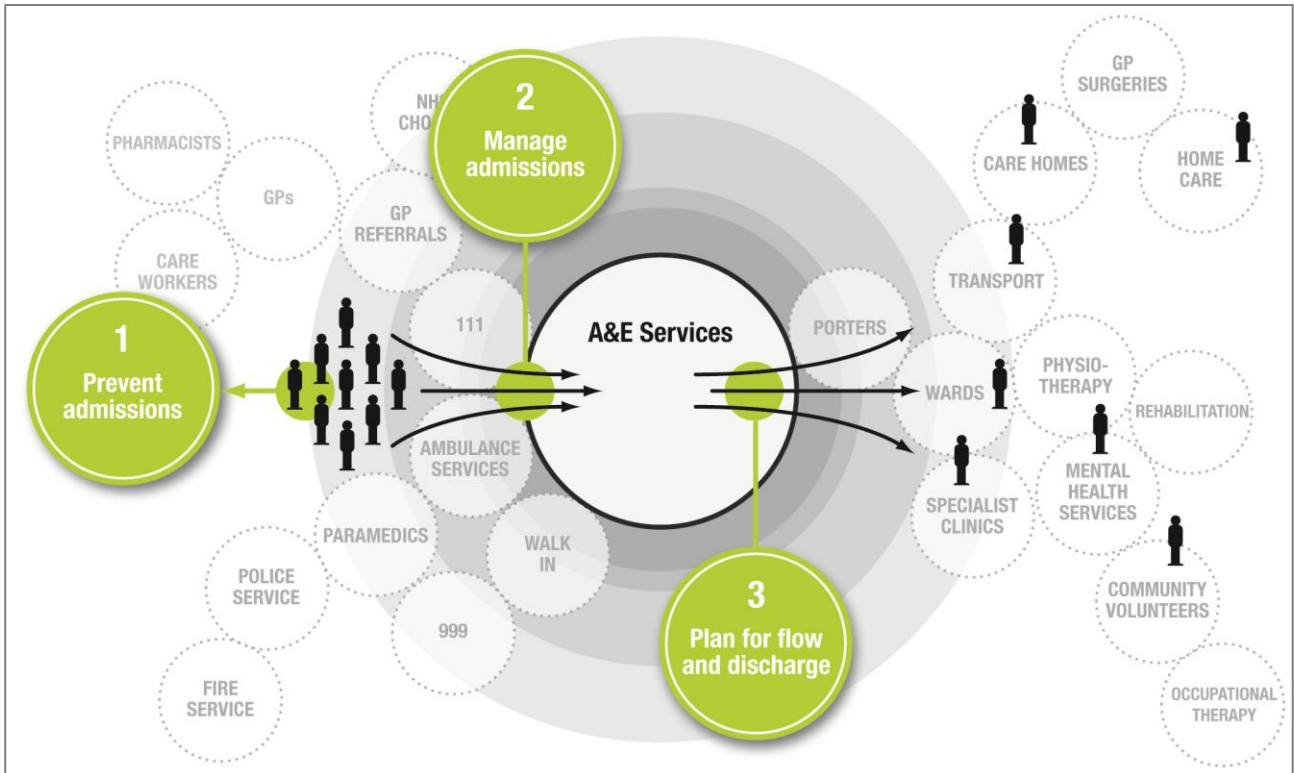 PHARMACISTS
GPs
CARE
WORKERS
1
Prevent
admissions
NHS
2
Manage
admissions
GP
REFERRALS
111
AMBULANCE
SERVICES
PARAMEDICS
POLICE
SERVICE
FIRE
SERVICE
999
WALK
IN
A&E Services
3
Plan for flow
and discharge
PORTERS
GP
SURGERIES
CARE HOMES
HOME
CARE
TRANSPORT
WARDS
PHYSIO-
THERAPY
REHABILITATION
SPECIALIST
CLINICS
MENTAL
HEALTH
SERVICES
COMMUNITY
VOLUNTEERS
OCCUPATIONAL
THERAPY